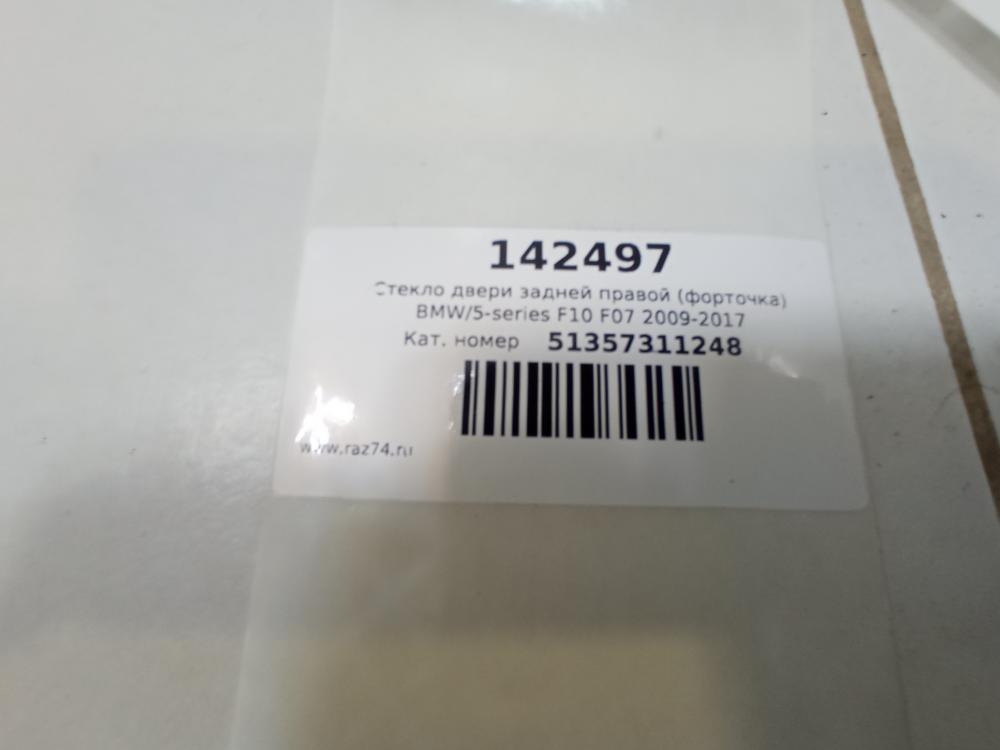 142497
Стекло двери задней правой (форточка)
BMW/5-series F10 F07 2009-2017
Кат. номер 51357311248
www.raz74.ru